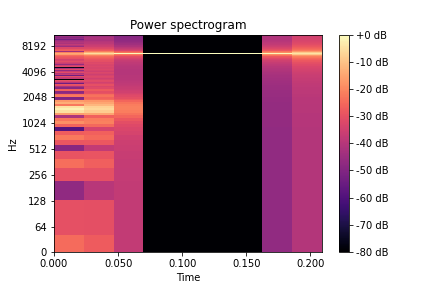 Power spectrogram
8192
4096
2048
1024
512
256
128
64
0
Hz
0.000 0.050 0.100 0.150 0.200
Time
+0 dB
-10 dB
-20 dB
-30 dB
-40 dB
-50 dB
-60 dB
-70 dB
-80 dB